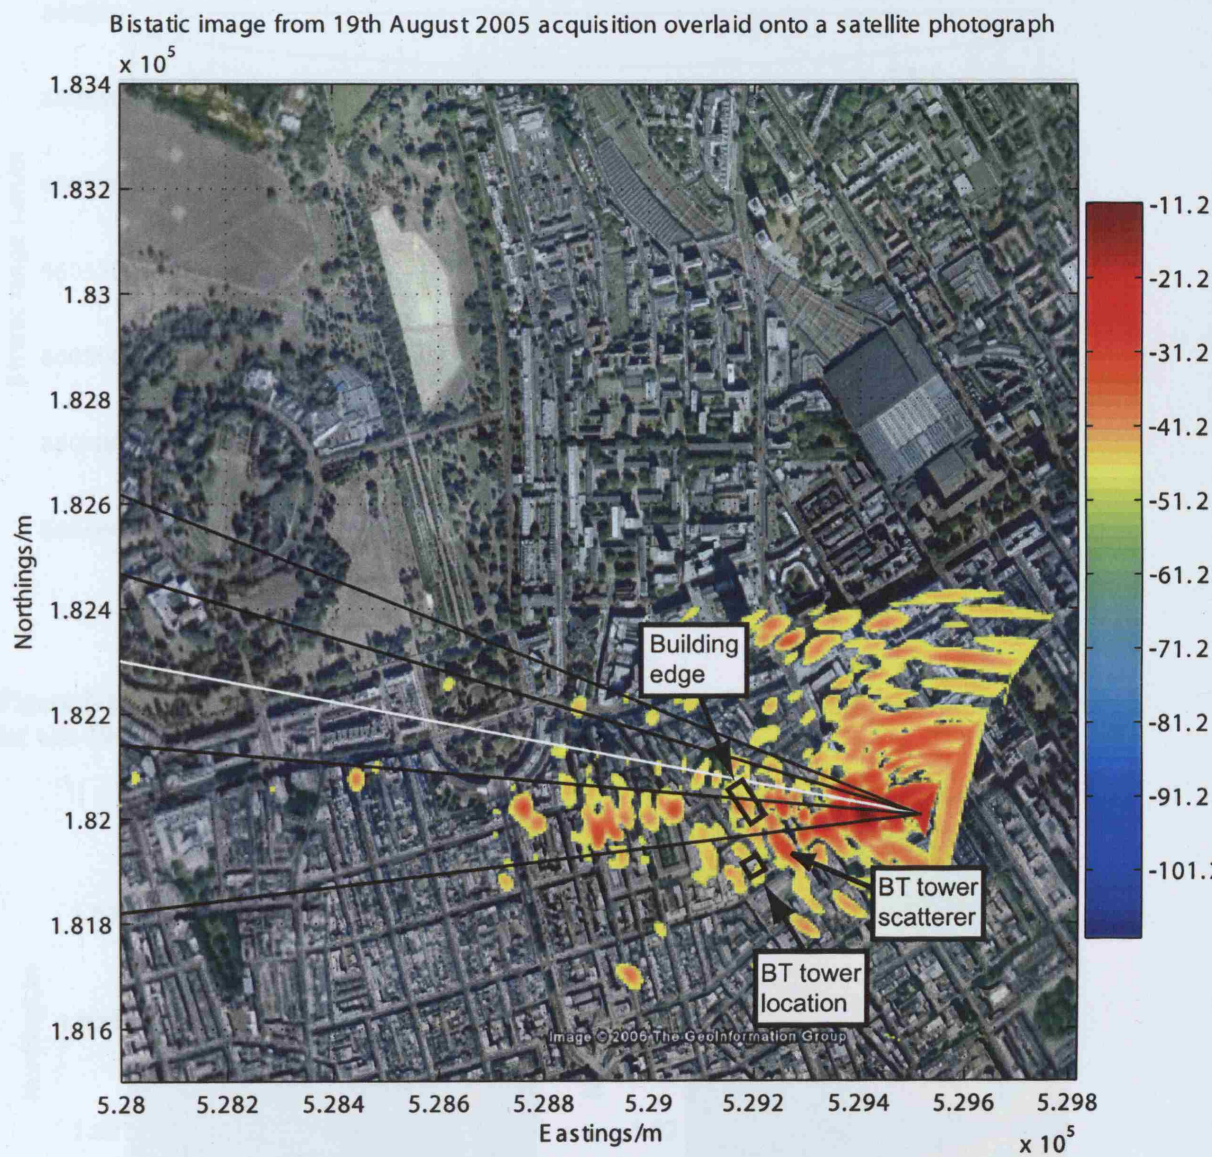 Bistatic image from 19th August 2005 acquisition overlaid onto a satellite photograph
x 10⁵
1.834
1.832
1.83
1.828
1.826
1.824
1.822
1.82
1.818
1.816
Northings/m
Building
edge
BT tower
scatterer
BT tower
location
Image © 2006 The GeoInformation Group
5.28
5.282
5.284
5.286
5.288
5.29
5.292
5.294
5.296
5.298
Eastings/m
x 10⁵
-11.2
-21.2
-31.2
-41.2
-51.2
-61.2
-71.2
-81.2
-91.2
-101.